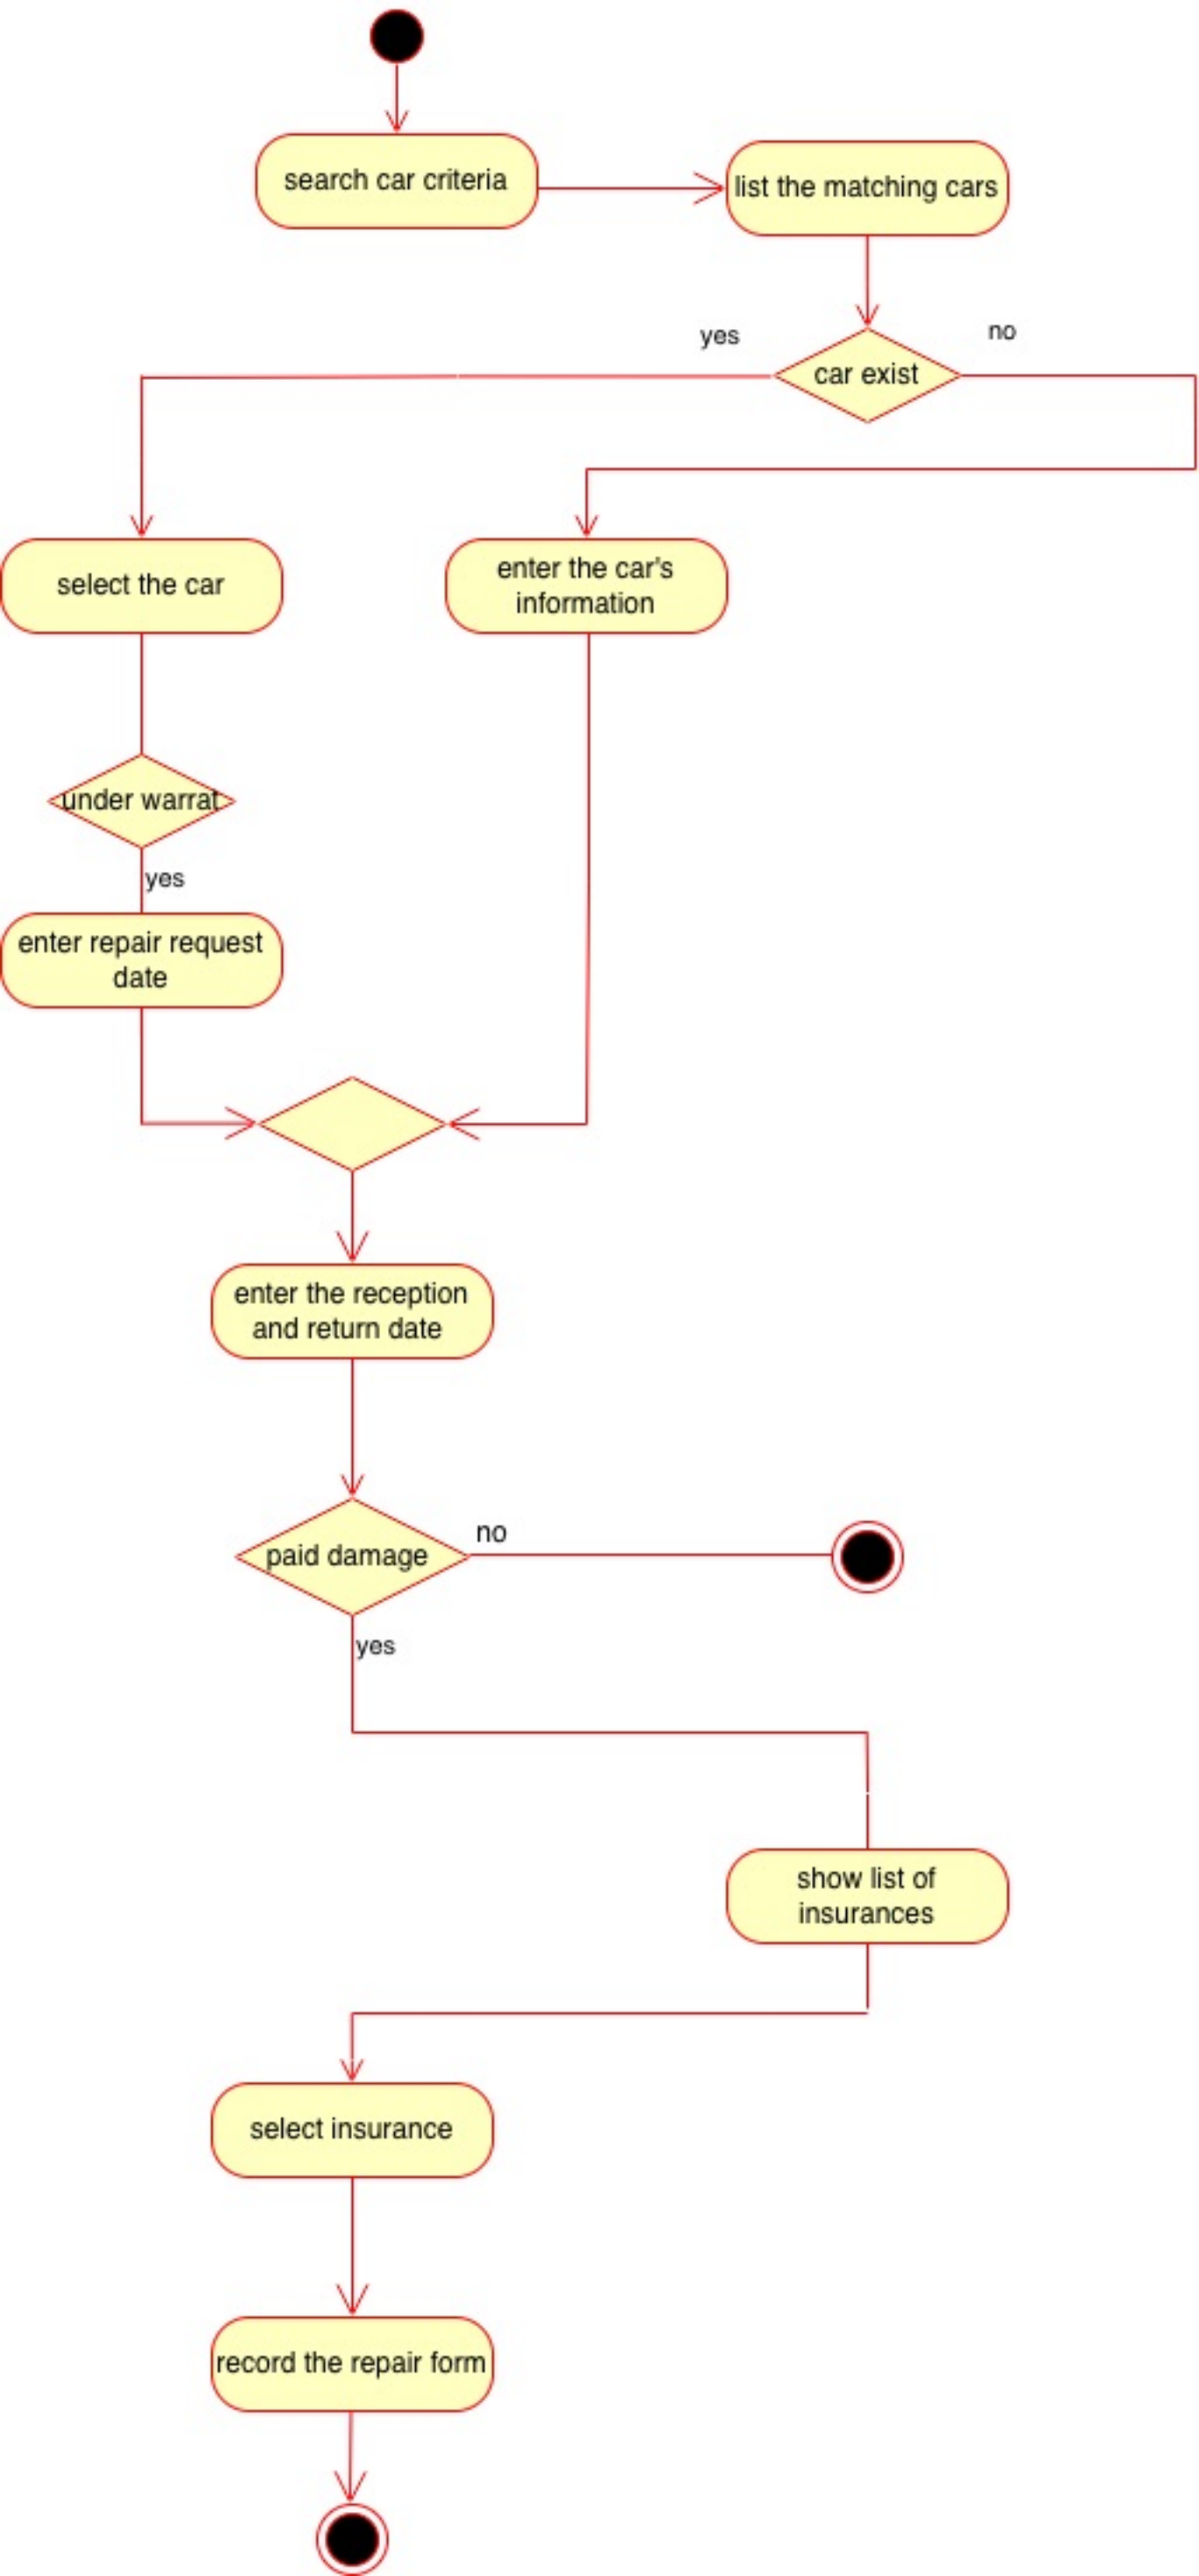 search car criteria
list the matching cars
yes
no
car exist
select the car
enter the car's
information
under warrat
yes
enter repair request
date
enter the reception
and return date
paid damage
no
yes
show list of
insurances
select insurance
record the repair form